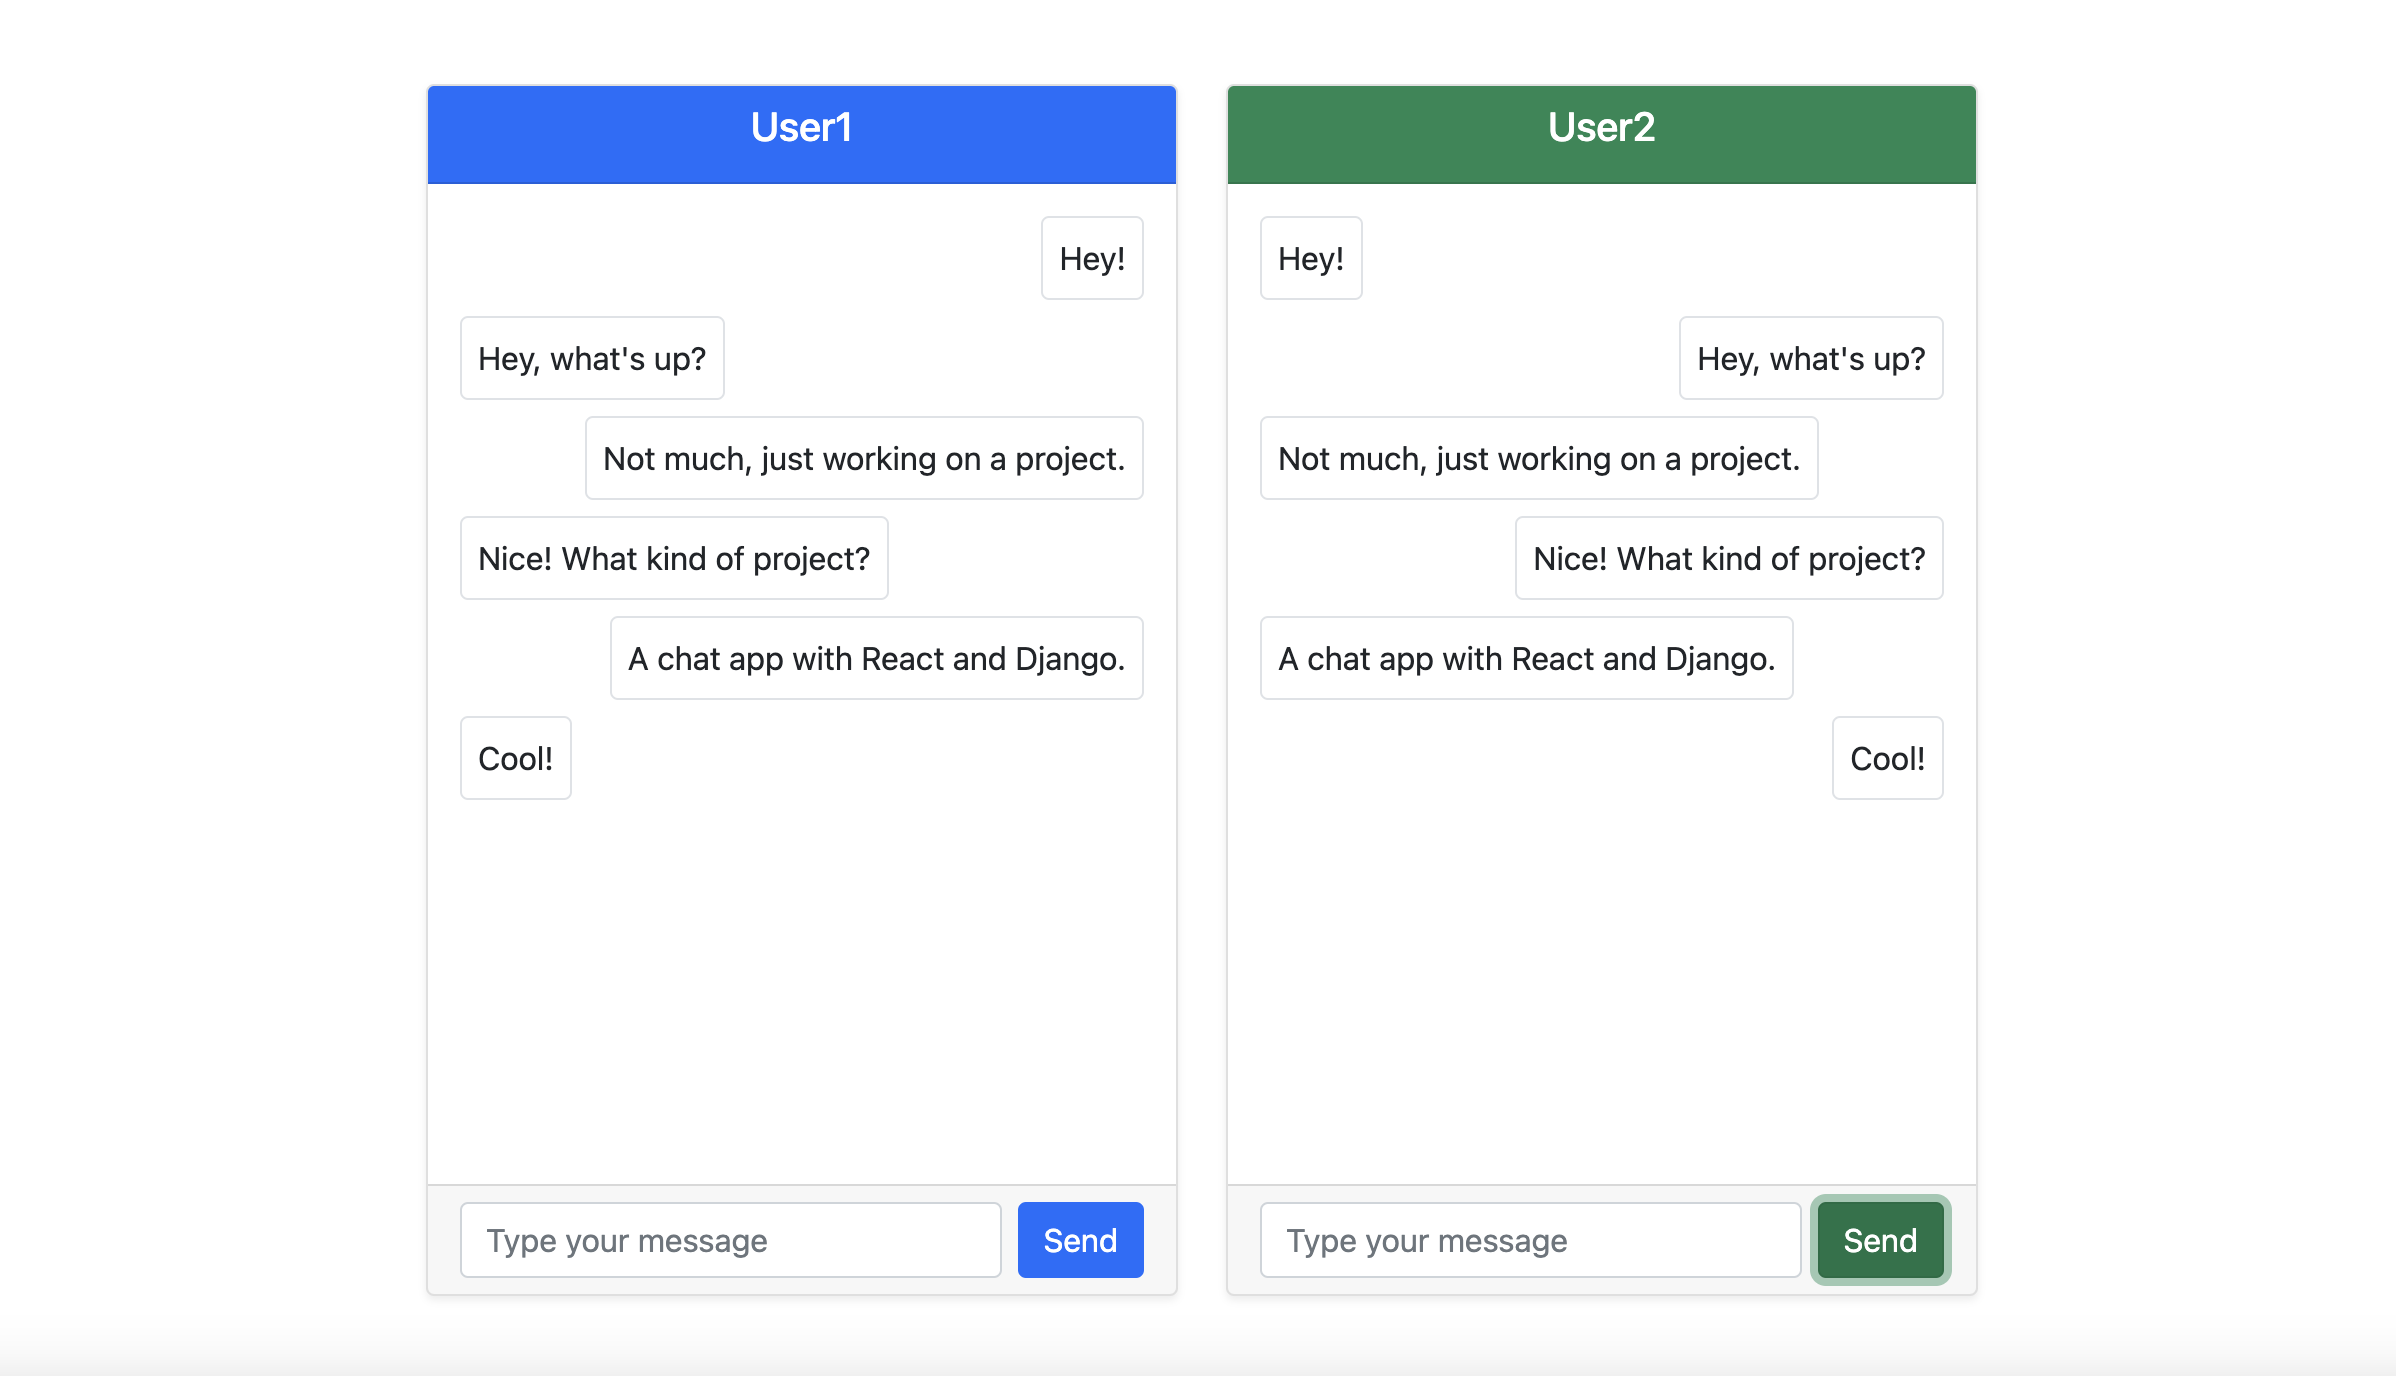 User1
Hey!
Hey, what's up?
Not much, just working on a project.
Nice! What kind of project?
A chat app with React and Django.
Cool!
Type your message
Send
User2
Hey!
Hey, what's up?
Not much, just working on a project.
Nice! What kind of project?
A chat app with React and Django.
Cool!
Type your message
Send